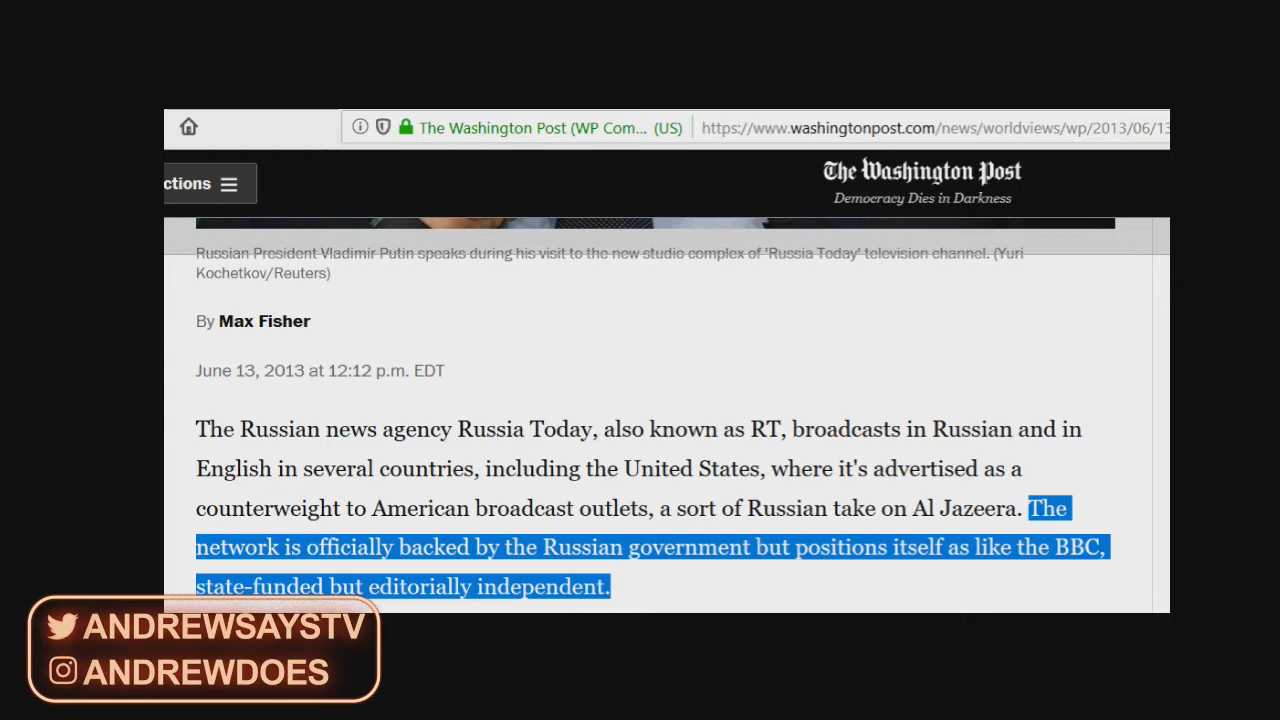 The Washington Post (WP Com... (US) https://www.washingtonpost.com/news/worldviews/wp/2013/06/13
ctions
The Washington Post
Democracy Dies in Darkness
Russian President Vladimir Putin speaks during his visit to the new studio complex of 'Russia Today' television channel. (Yuri
Kochetkov/Reuters)
By Max Fisher
June 13, 2013 at 12:12 p.m. EDT
The Russian news agency Russia Today, also known as RT, broadcasts in Russian and in
English in several countries, including the United States, where it's advertised as a
counterweight to American broadcast outlets, a sort of Russian take on Al Jazeera. The
network is officially backed by the Russian government but positions itself as like the BBC,
state-funded but editorially independent.
ANDREWSAYSTV
ANDREWDOES